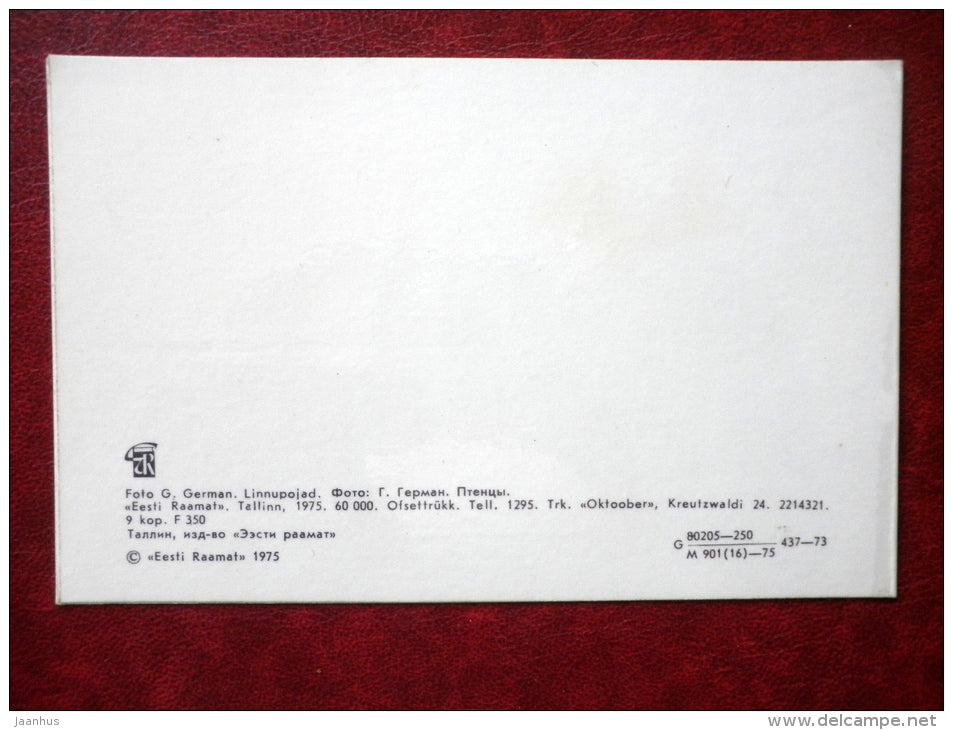 Foto G. German. Linnupojad. Фото: Г. Герман. Птенцы.
«Eesti Raamat». Tallinn, 1975. 60 000. Ofsettrükk. Tell. 1295. Trk. «Oktoober», Kreutzwaldi 24. 2214321.
9 kop. F 350
Таллин, изд-во «Ээсти раамат»
© «Eesti Raamat» 1975
G 80205—250
M 901(16)—75
437—73
jaanhus
www.delcampe.net